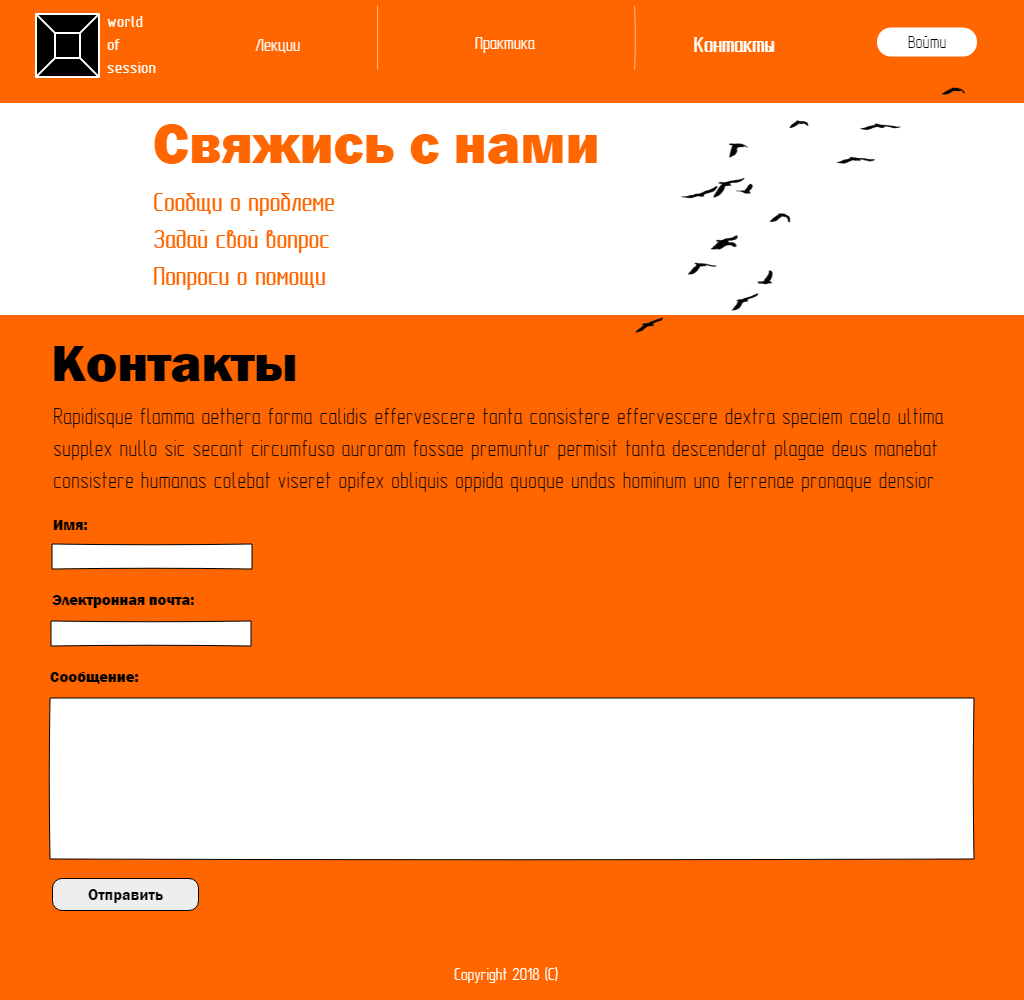 world
of
session
Лекции
Практика
Контакты
Войти
Свяжись с нами
Сообщи о проблеме
Задай свой вопрос
Попроси о помощи
Контакты
Rapidisque flamma aethera forma calidis effervescere tanta consistere effervescere dextra speciem caelo ultima
supplex nullo sic secant circumfuso auroram fossae premuntur permisit tanta descenderat plagae deus manebat
consistere humanas colebat viseret opifex obliquis oppida quoque undas hominum uno terrenae pronaque densior
Имя:
Электронная почта:
Сообщение:
Отправить
Copyright 2018 (C)